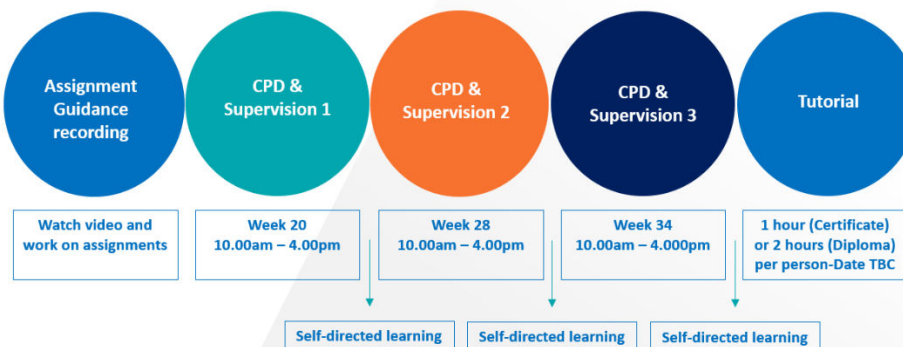 Assignment
Guidance
recording
CPD &
Supervision 1
CPD &
Supervision 2
CPD &
Supervision 3
Tutorial
Watch video and
work on assignments
Week 20
10.00am – 4.00pm
Week 28
10.00am – 4.00pm
Week 34
10.00am – 4.000pm
1 hour (Certificate)
or 2 hours (Diploma)
per person-Date TBC
Self-directed learning
Self-directed learning
Self-directed learning